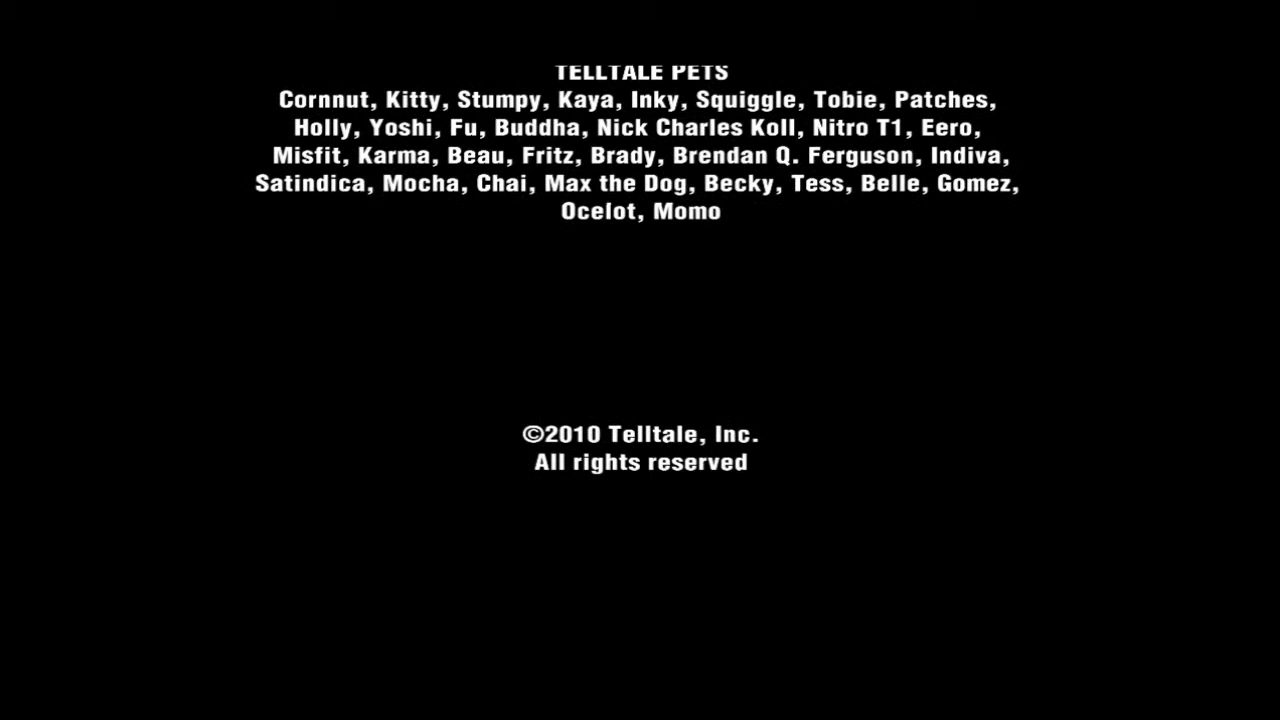 TELLTALE PETS
Cornnut, Kitty, Stumpy, Kaya, Inky, Squiggle, Tobie, Patches,
Holly, Yoshi, Fu, Buddha, Nick Charles Koll, Nitro T1, Eero,
Misfit, Karma, Beau, Fritz, Brady, Brendan Q. Ferguson, Indiva,
Satindica, Mocha, Chai, Max the Dog, Becky, Tess, Belle, Gomez,
Ocelot, Momo
©2010 Telltale, Inc.
All rights reserved